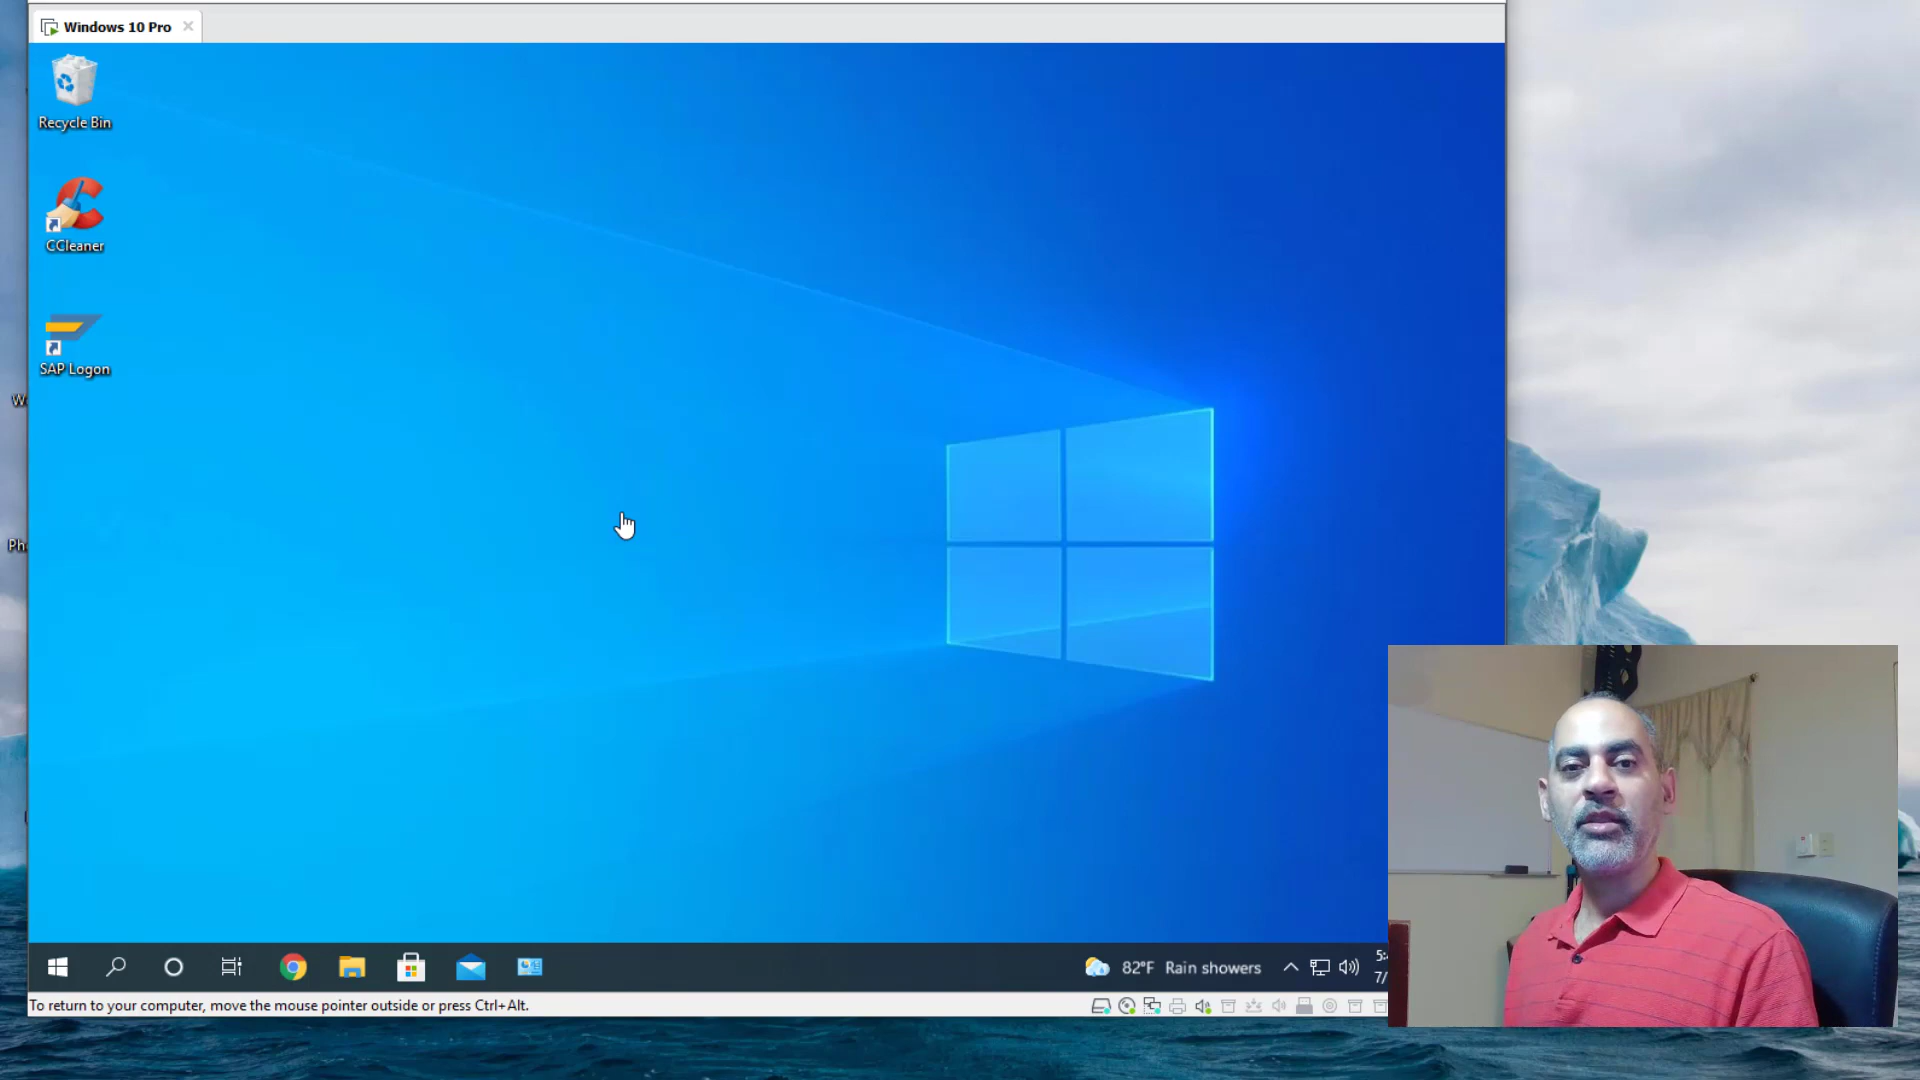 Windows 10 Pro
Recycle Bin
CCleaner
SAP Logon
82°F Rain showers
To return to your computer, move the mouse pointer outside or press Ctrl+Alt.